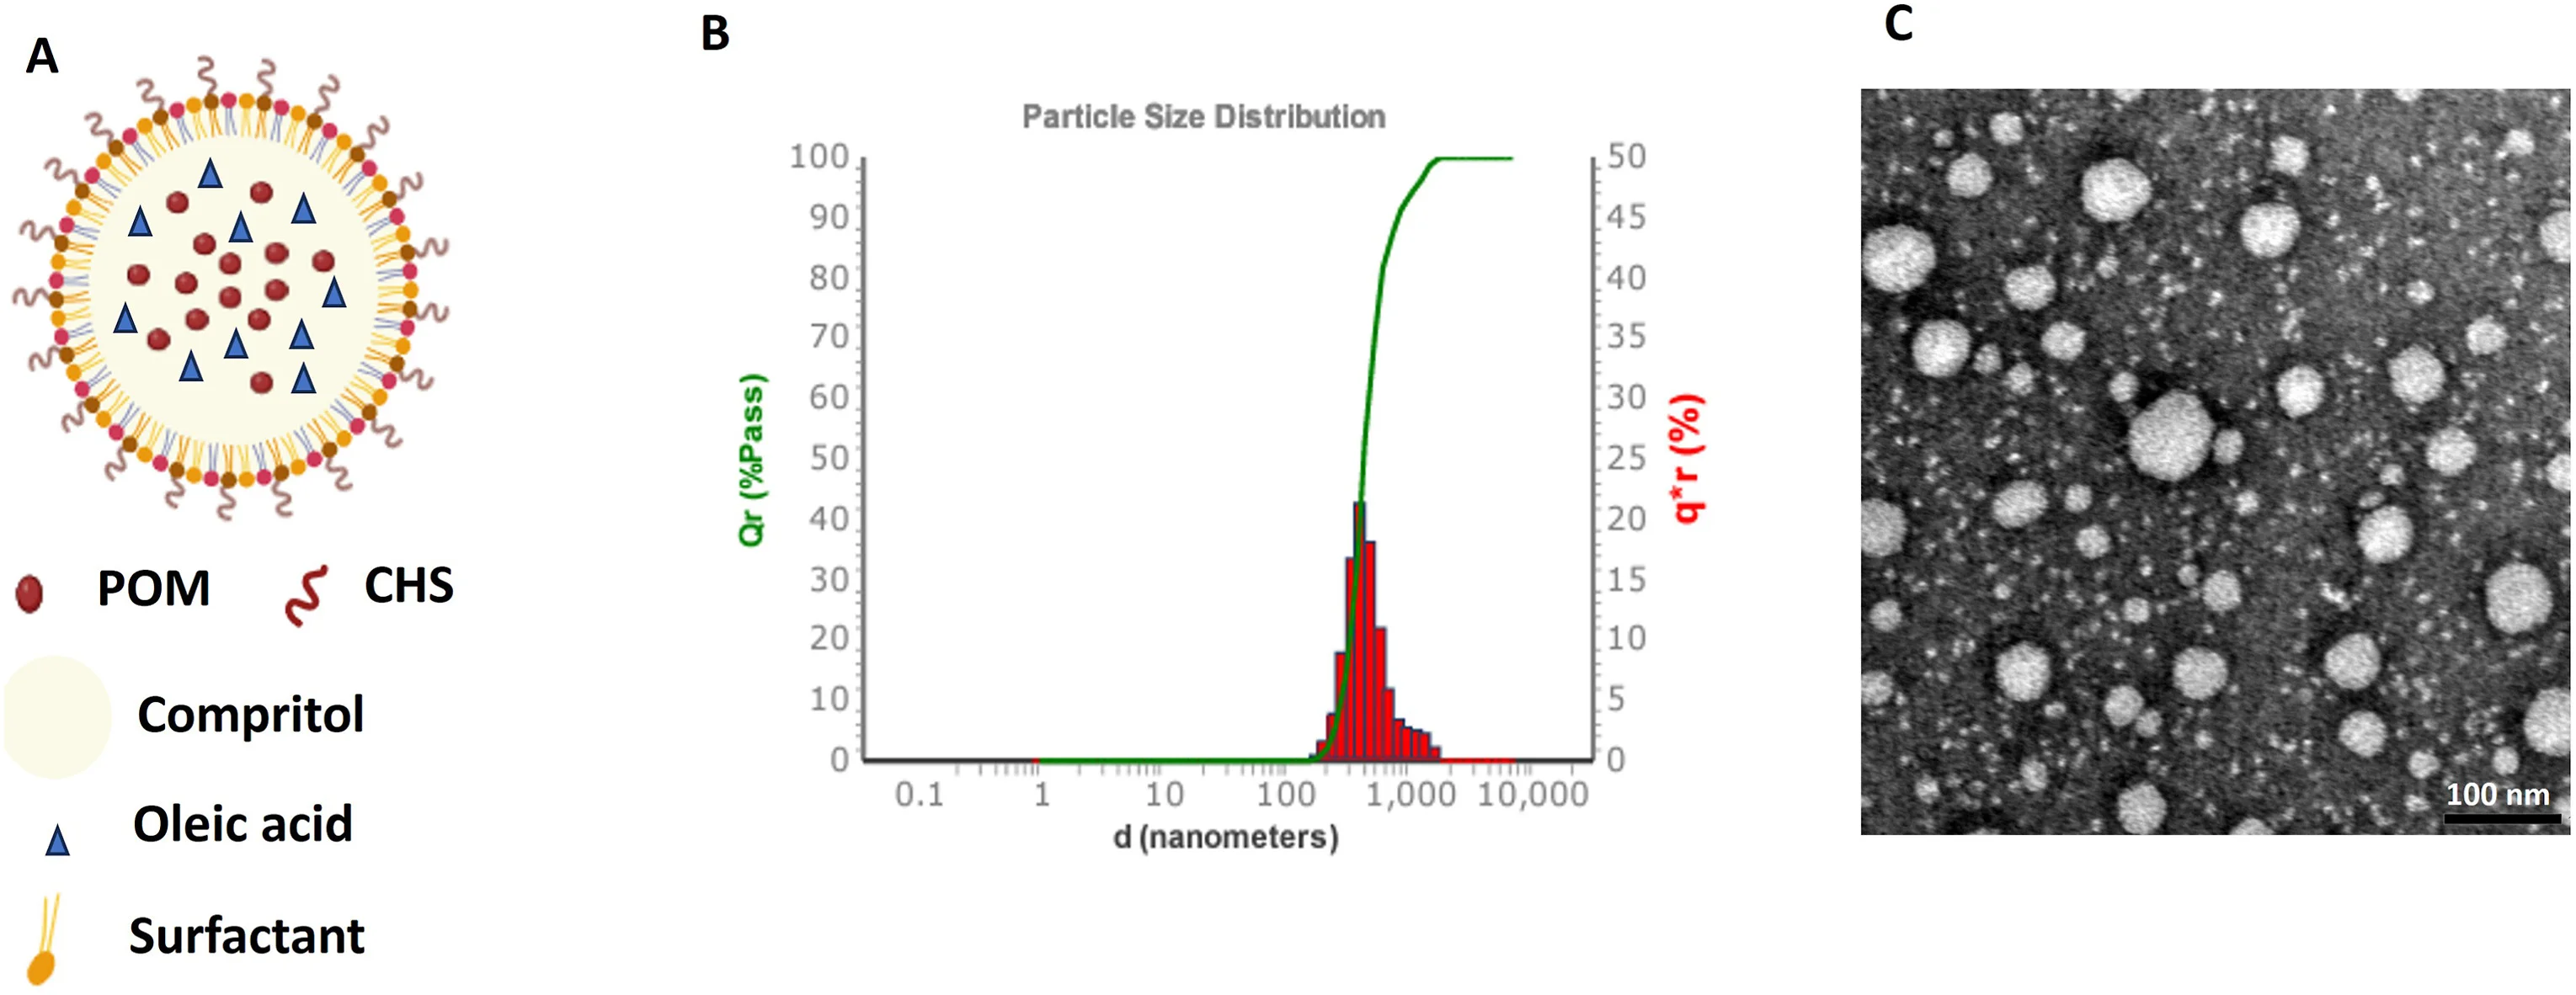 A
POM
CHS
Compritol
Oleic acid
Surfactant
B
Particle Size Distribution
100
90
80
70
60
50
40
30
20
10
0
Qr (%Pass)
50
45
40
35
30
25
20
15
10
5
0
q*r (%)
0.1 1 10 100 1,000 10,000
d (nanometers)
C
100 nm